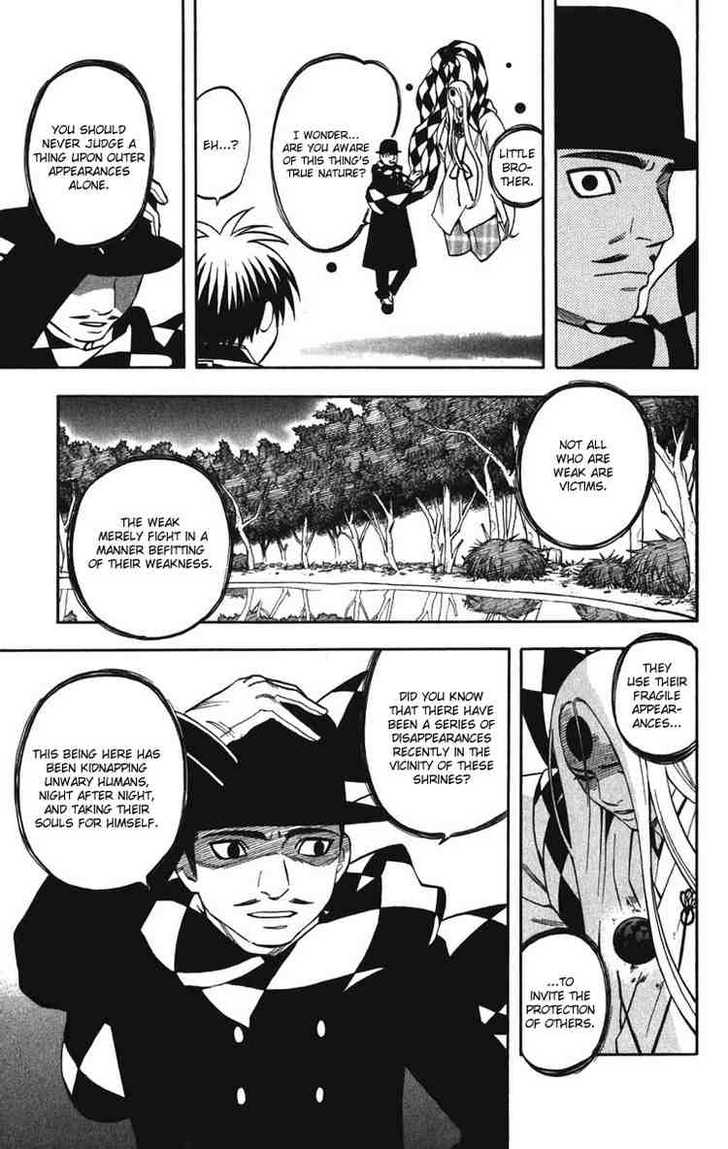 LITTLE
BRO-
THER.
I WONDER...
ARE YOU AWARE
OF THIS THING'S
TRUE NATURE?
EH...?
YOU SHOULD
NEVER JUDGE A
THING UPON OUTER
APPEARANCES
ALONE.
NOT ALL
WHO ARE
WEAK ARE
VICTIMS.
THE WEAK
MERELY FIGHT IN A
MANNER BEFITTING
OF THEIR WEAKNESS.
THEY
USE THEIR
FRAGILE
APPEAR-
ANCES...
...TO
INVITE THE
PROTECTION
OF OTHERS.
DID YOU KNOW
THAT THERE HAVE
BEEN A SERIES OF
DISAPPEARANCES
RECENTLY IN THE
VICINITY OF THESE
SHRINES?
THIS BEING HERE HAS
BEEN KIDNAPPING
UNWARY HUMANS,
NIGHT AFTER NIGHT,
AND TAKING THEIR
SOULS FOR HIMSELF.